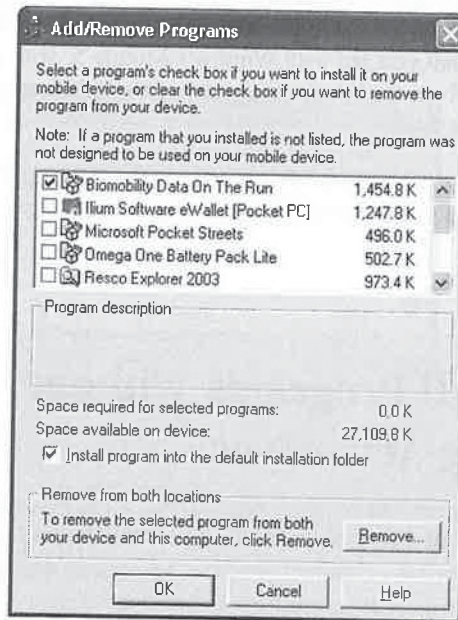 Add/Remove Programs
Select a program's check box if you want to install it on your
mobile device, or clear the check box if you want to remove the
program from your device.
Note: If a program that you installed is not listed, the program was
not designed to be used on your mobile device.
Biomobility Data On The Run 1,454.8 K
Ilium Software eWallet [Pocket PC] 1,247.8 K
Microsoft Pocket Streets 496.0 K
Omega One Battery Pack Lite 502.7 K
Resco Explorer 2003 973.4 K
Program description
Space required for selected programs: 0.0 K
Space available on device: 27,109.8 K
Install program into the default installation folder
Remove from both locations
To remove the selected program from both
your device and this computer, click Remove.
Remove...
OK Cancel Help